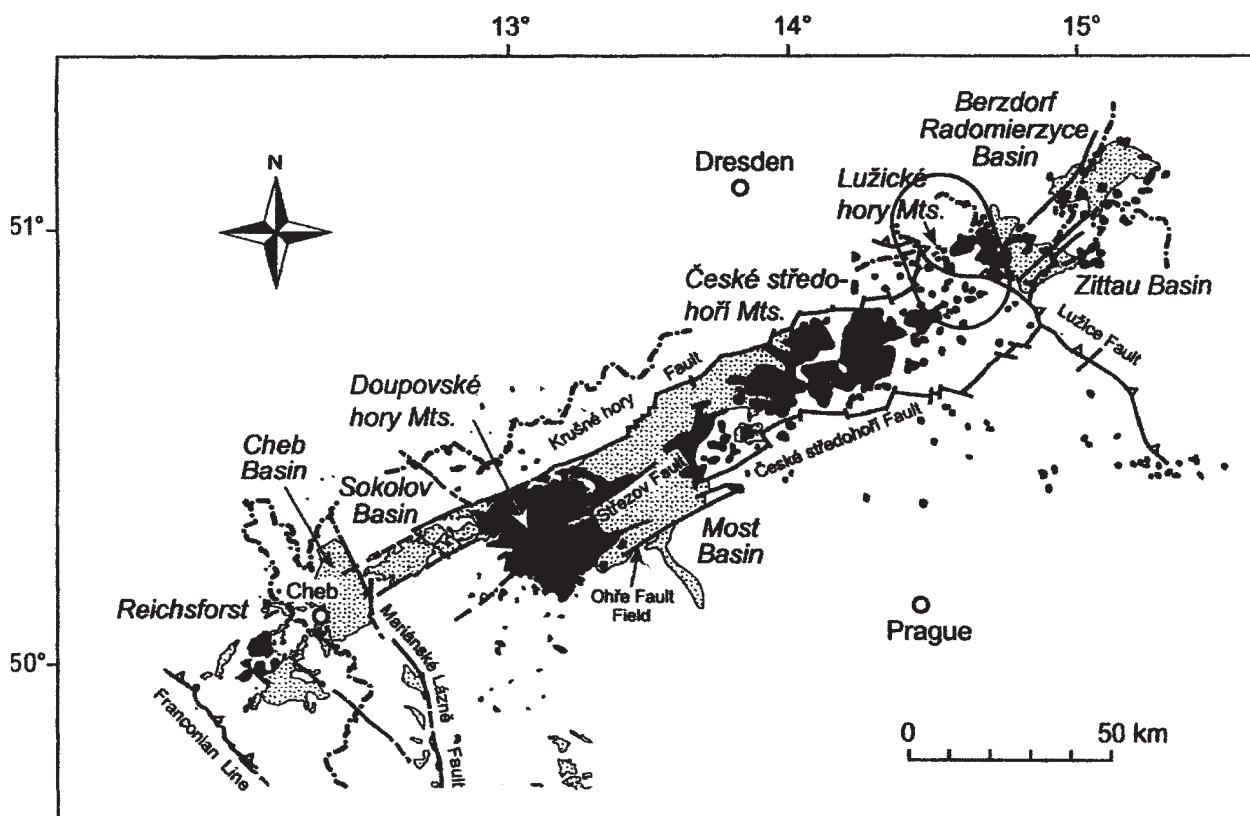 13°
14°
15°
51°
50°
N
Dresden
Berzdorf
Radomierzyce
Basin
Lužické
hory Mts.
České středo-
hoří Mts.
Zittau Basin
Lužice Fault
Doupovské
hory Mts.
Krušné hory
Fault
Cheb
Basin
Sokolov
Basin
Střezov Fault
České středohoří Fault
Most
Basin
Ohře Fault
Field
Cheb
Reichsforst
Mariánské Lázně
Fault
Prague
Franconian Line
0
50 km